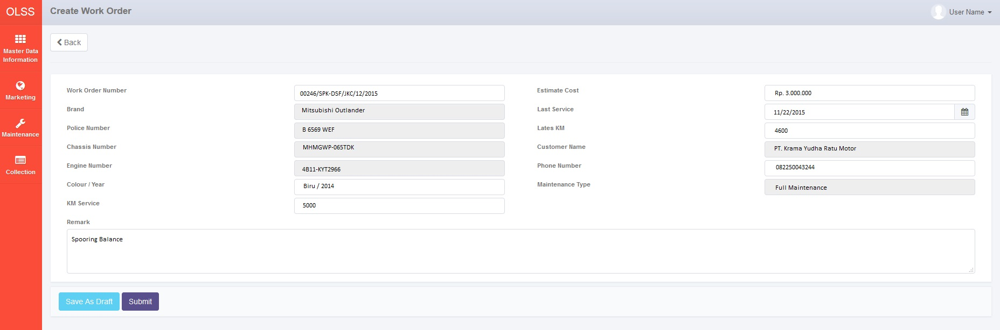 OLSS
Create Work Order
User Name
Master Data
Information
Marketing
Maintenance
Collection
Back
Work Order Number
00246/SPK-DSF/JKC/12/2015
Brand
Mitsubishi Outlander
Police Number
B 6569 WEF
Chassis Number
MHMGWP-065TDK
Engine Number
4B11-KYT2966
Colour / Year
Biru / 2014
KM Service
5000
Estimate Cost
Rp. 3.000.000
Last Service
11/22/2015
Lates KM
4600
Customer Name
PT. Krama Yudha Ratu Motor
Phone Number
082250043244
Maintenance Type
Full Maintenance
Remark
Spooring Balance
Save As Draft
Submit